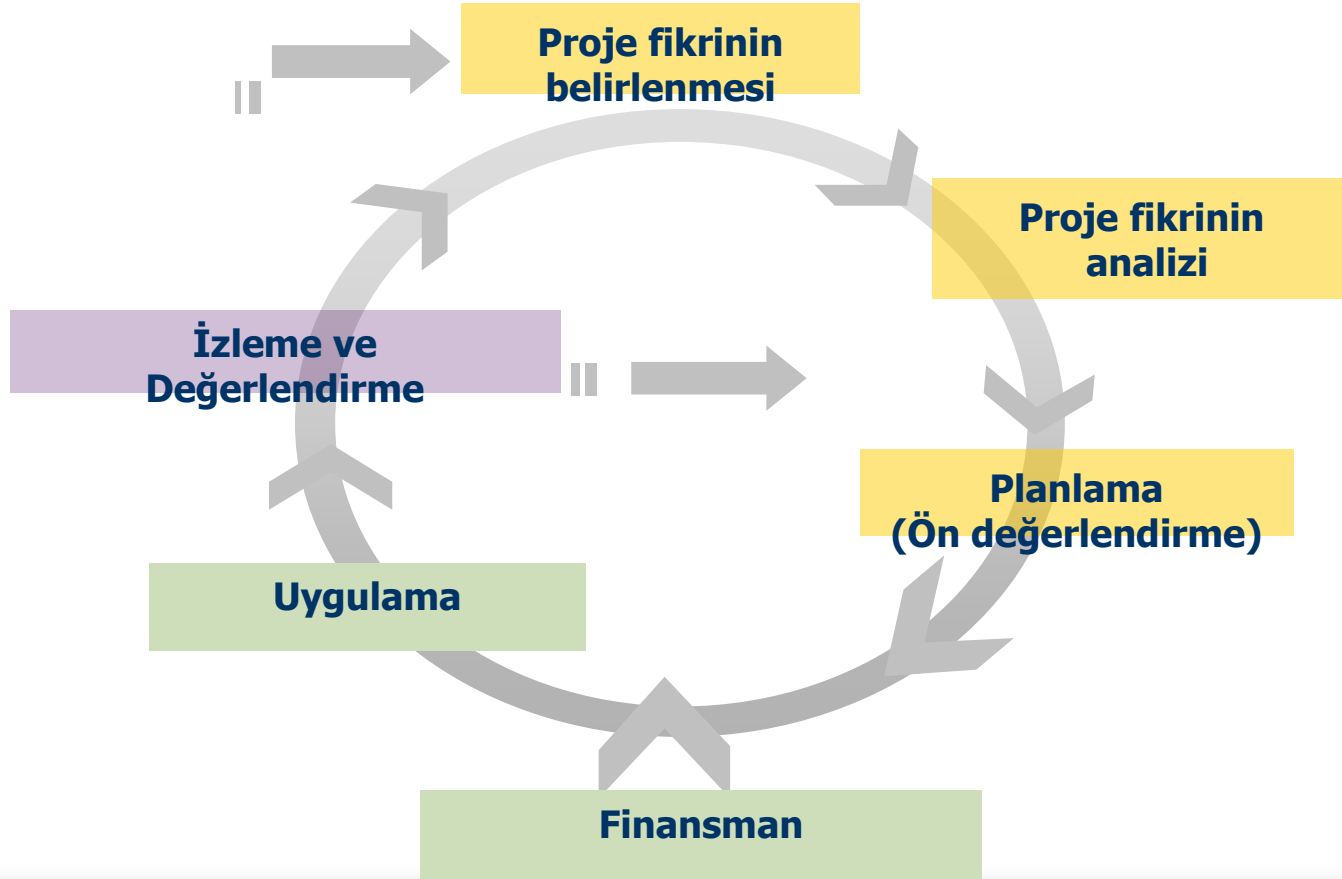 Proje fikrinin
belirlenmesi
Proje fikrinin
analizi
İzleme ve
Değerlendirme
Planlama
(Ön değerlendirme)
Uygulama
Finansman